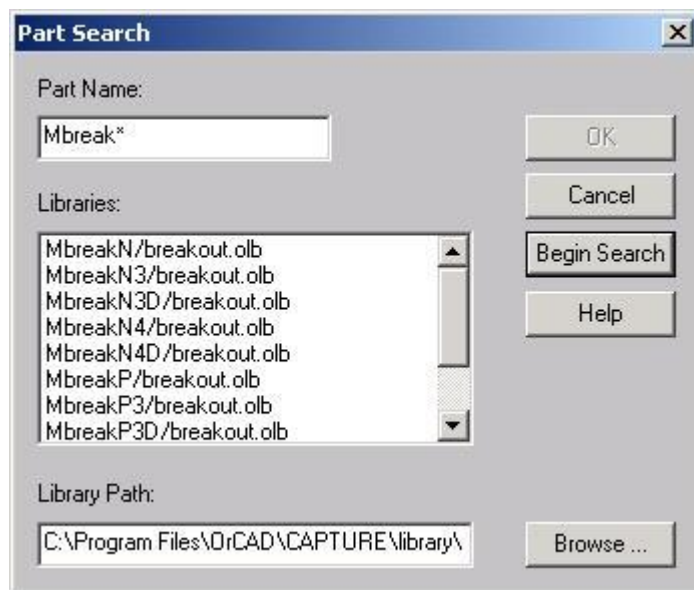 Part Search
Part Name:
Mbreak*
OK
Cancel
Libraries:
Begin Search
MbreakN/breakout.olb
MbreakN3/breakout.olb
MbreakN3D/breakout.olb
MbreakN4/breakout.olb
MbreakN4D/breakout.olb
MbreakP/breakout.olb
MbreakP3/breakout.olb
MbreakP3D/breakout.olb
Help
Library Path:
C:\Program Files\OrCAD\CAPTURE\library\
Browse ...